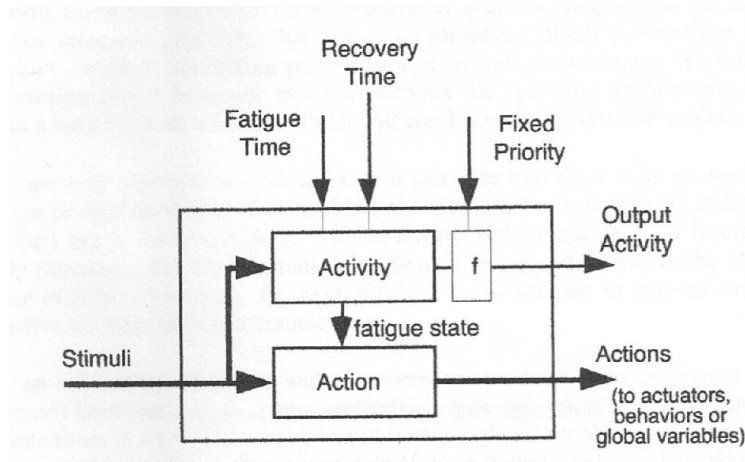 Recovery
Time
Fatigue
Time
Fixed
Priority
Output
Activity
Activity
f
fatigue state
Stimuli
Action
Actions
(to actuators,
behaviors or
global variables)